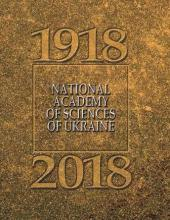 1918
NATIONAL
ACADEMY
OF SCIENCES
OF UKRAINE
2018